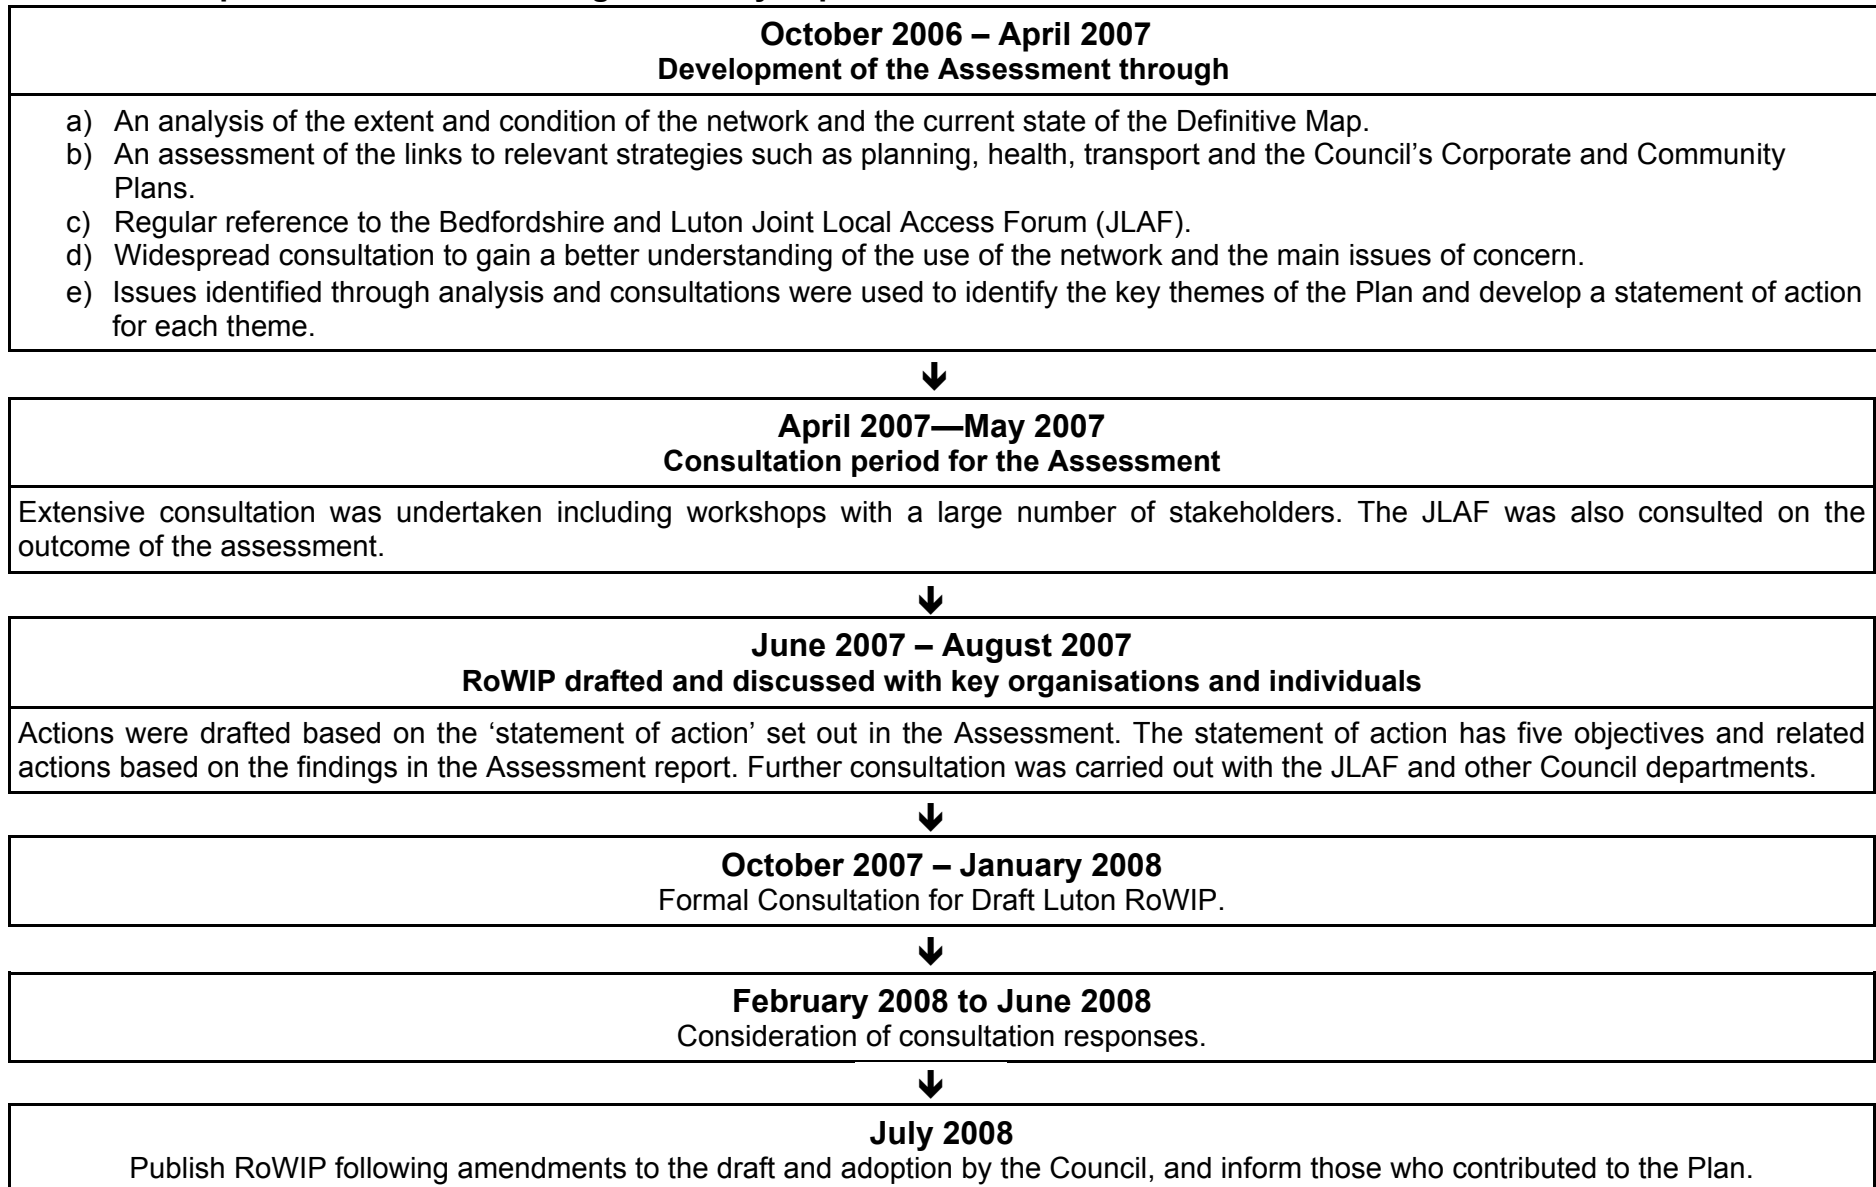 October 2006 – April 2007
Development of the Assessment through
a) An analysis of the extent and condition of the network and the current state of the Definitive Map.
b) An assessment of the links to relevant strategies such as planning, health, transport and the Council’s Corporate and Community
Plans.
c) Regular reference to the Bedfordshire and Luton Joint Local Access Forum (JLAF).
d) Widespread consultation to gain a better understanding of the use of the network and the main issues of concern.
e) Issues identified through analysis and consultations were used to identify the key themes of the Plan and develop a statement of action
for each theme.
April 2007—May 2007
Consultation period for the Assessment
Extensive consultation was undertaken including workshops with a large number of stakeholders. The JLAF was also consulted on the
outcome of the assessment.
June 2007 – August 2007
RoWIP drafted and discussed with key organisations and individuals
Actions were drafted based on the ‘statement of action’ set out in the Assessment. The statement of action has five objectives and related
actions based on the findings in the Assessment report. Further consultation was carried out with the JLAF and other Council departments.
October 2007 – January 2008
Formal Consultation for Draft Luton RoWIP.
February 2008 to June 2008
Consideration of consultation responses.
July 2008
Publish RoWIP following amendments to the draft and adoption by the Council, and inform those who contributed to the Plan.